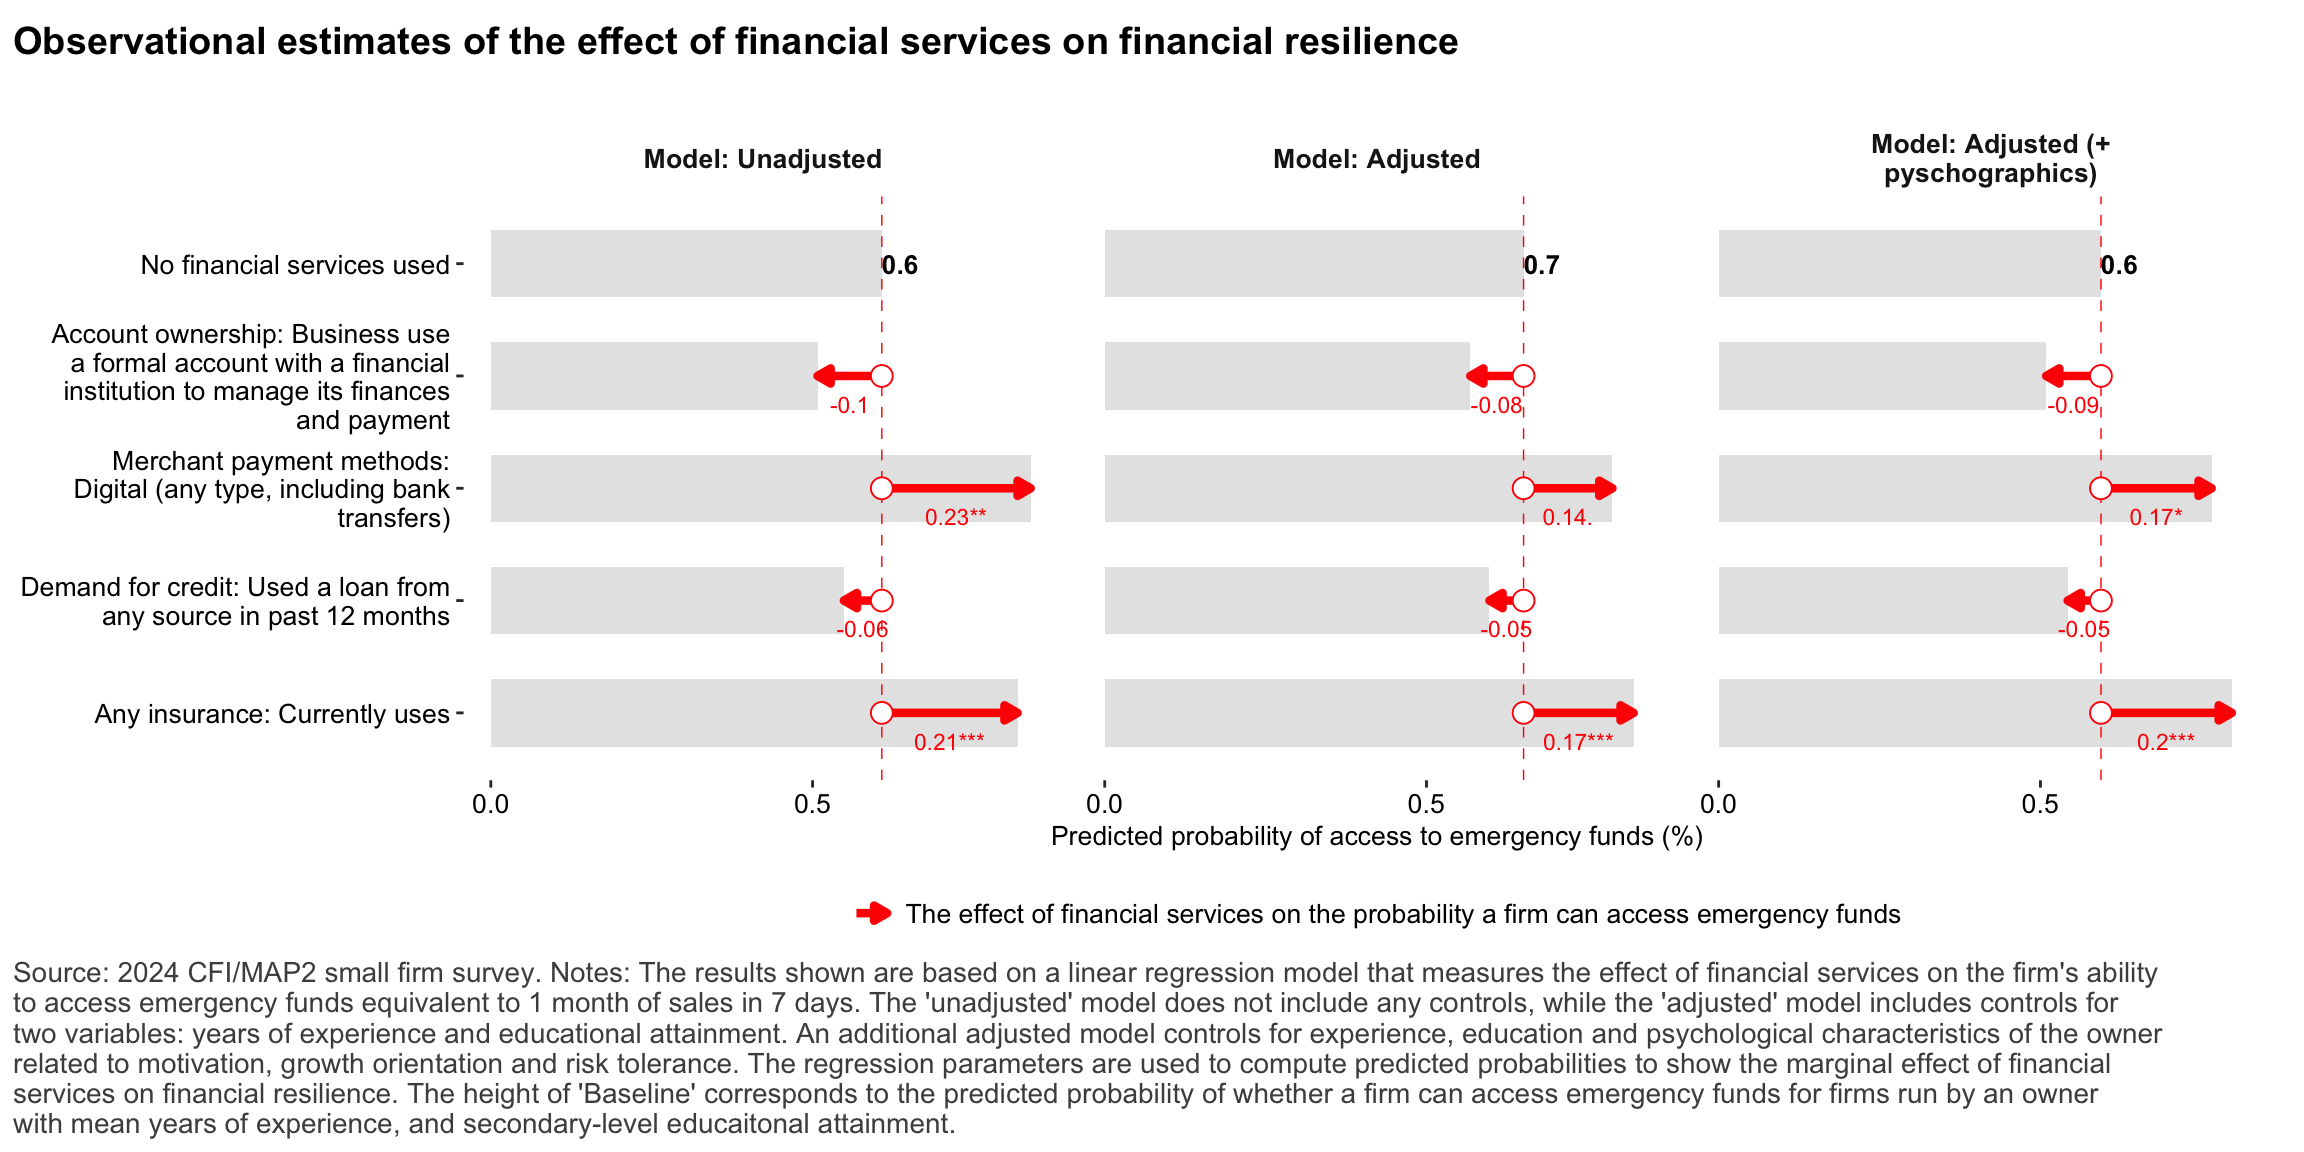 Observational estimates of the effect of financial services on financial resilience
Model: Unadjusted
Model: Adjusted
Model: Adjusted (+
pyschographics)
No financial services used
0.6
0.7
0.6
Account ownership: Business use
a formal account with a financial
institution to manage its finances
and payment
-0.1
-0.08
-0.09
Merchant payment methods:
Digital (any type, including bank
transfers)
0.23**
0.14.
0.17*
Demand for credit: Used a loan from
any source in past 12 months
-0.06
-0.05
-0.05
Any insurance: Currently uses
0.21***
0.17***
0.2***
0.0
0.5
0.0
0.5
0.0
0.5
Predicted probability of access to emergency funds (%)
The effect of financial services on the probability a firm can access emergency funds
Source: 2024 CFI/MAP2 small firm survey. Notes: The results shown are based on a linear regression model that measures the effect of financial services on the firm's ability
to access emergency funds equivalent to 1 month of sales in 7 days. The 'unadjusted' model does not include any controls, while the 'adjusted' model includes controls for
two variables: years of experience and educational attainment. An additional adjusted model controls for experience, education and psychological characteristics of the owner
related to motivation, growth orientation and risk tolerance. The regression parameters are used to compute predicted probabilities to show the marginal effect of financial
services on financial resilience. The height of 'Baseline' corresponds to the predicted probability of whether a firm can access emergency funds for firms run by an owner
with mean years of experience, and secondary-level educaitonal attainment.